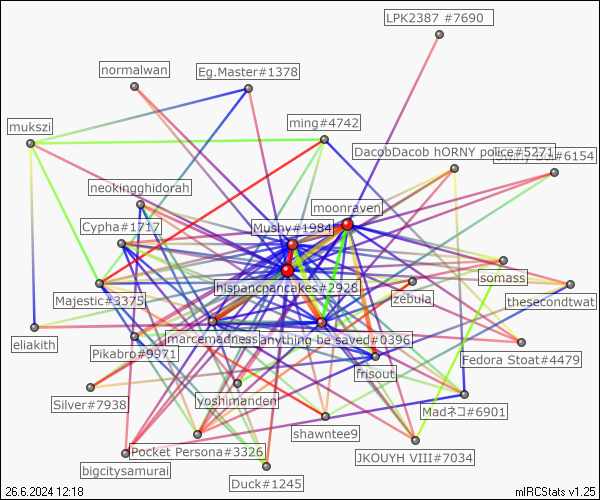 LPK2387 #7690
normalwan
Eg.Master#1378
mukszi
ming#4742
DacobDacob hORNY police#5271
#6154
neokingghidorah
moonraven
Cypha#1717
Mushy#1984
somass
hispancpancakes#2928
zebula
thesecondtwat
Majestic#3375
marcemadness
anything be saved#0396
eliakith
Pikabro#9971
Fedora Stoat#4479
frisout
Silver#7938
yoshimenden
Madネコ#6901
shawntee9
Pocket Persona#3326
JKOUYH VIII#7034
bigcitysamurai
Duck#1245
26.6.2024 12:18
mIRCStats v1.25